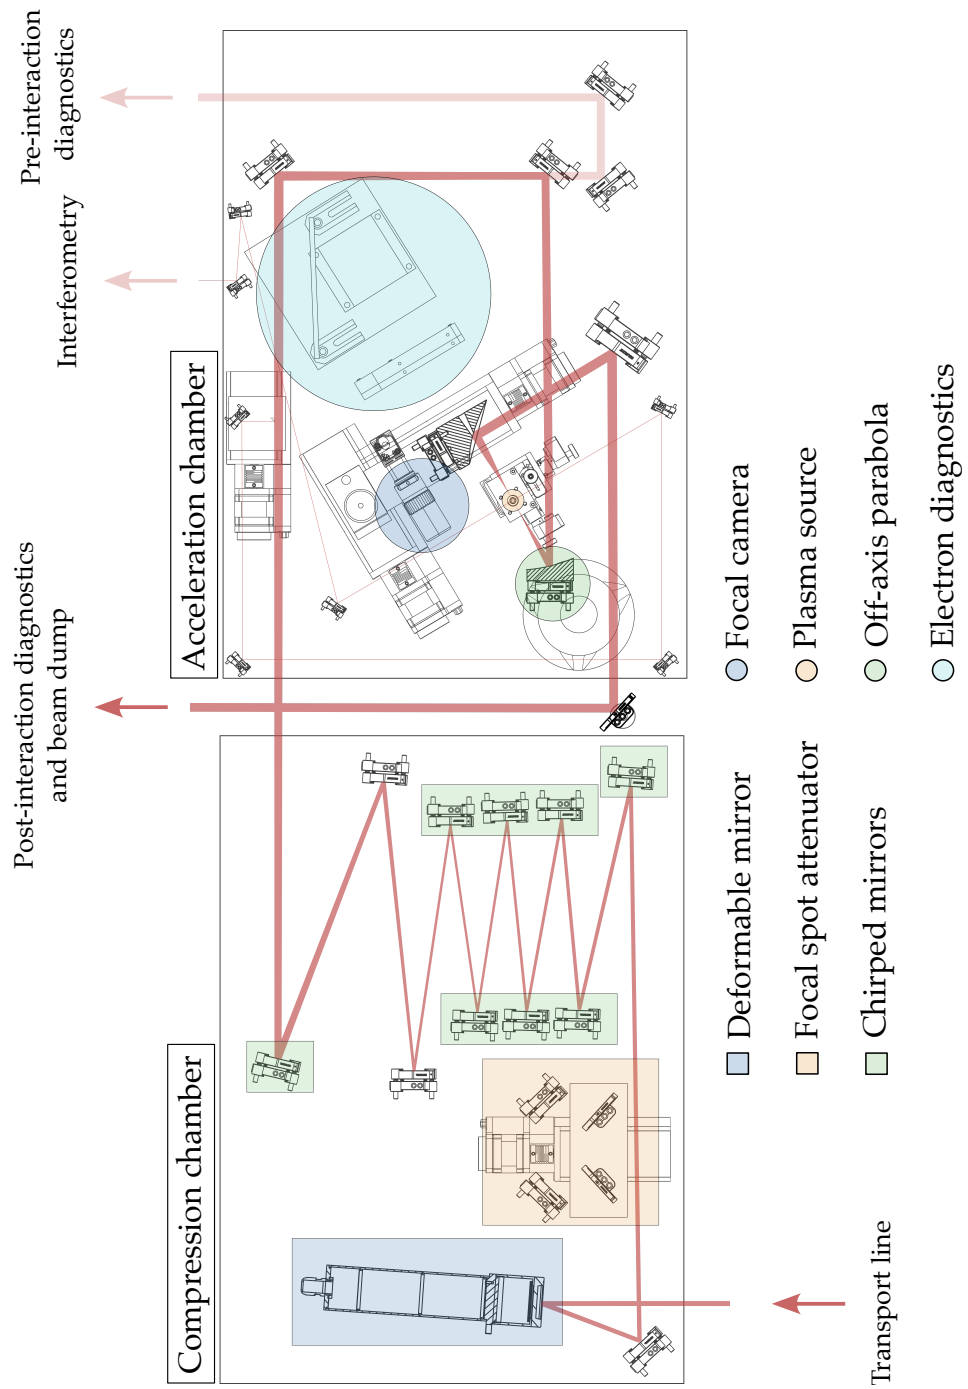 Post-interaction diagnostics
and beam dump
Pre-interaction
diagnostics
Interferometry
Compression chamber
Acceleration chamber
Transport line
Deformable mirror
Focal spot attenuator
Chirped mirrors
Focal camera
Plasma source
Off-axis parabola
Electron diagnostics